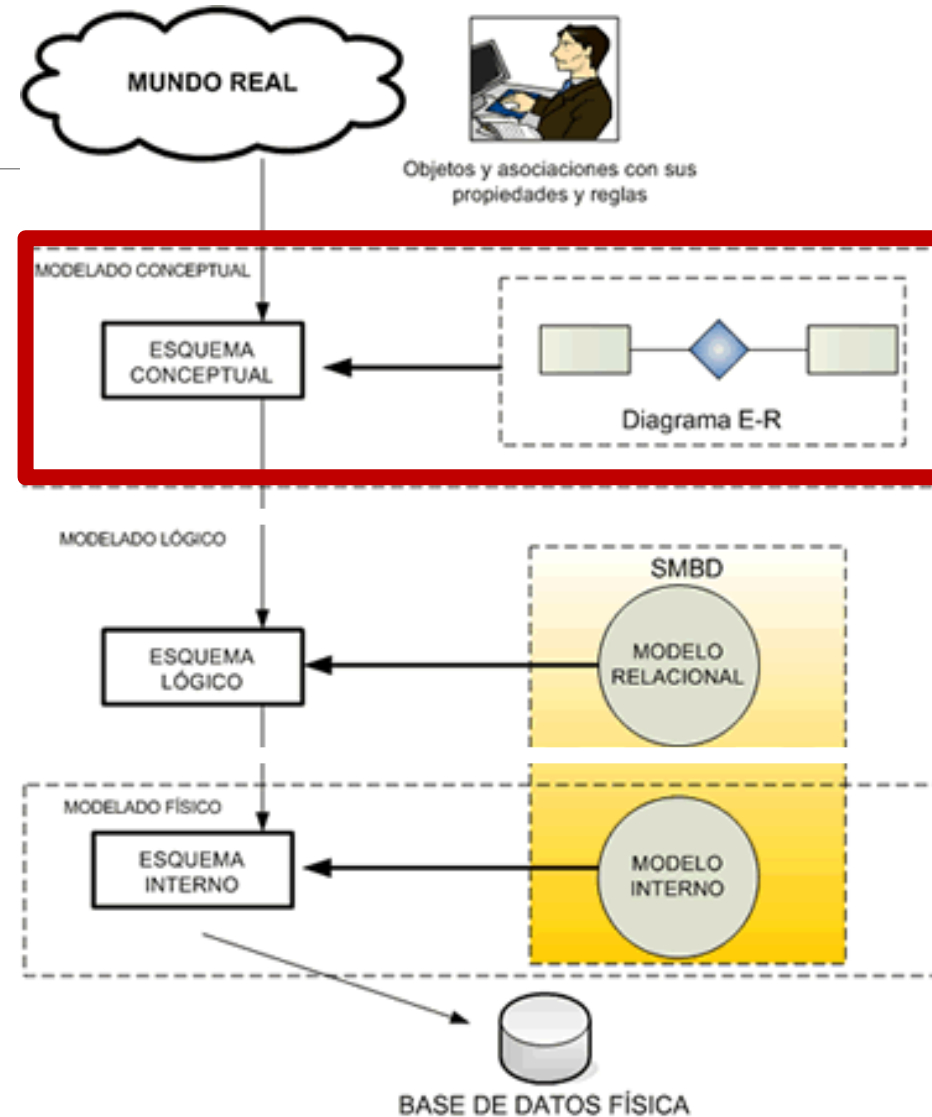 MUNDO REAL
Objetos y asociaciones con sus
propiedades y reglas
MODELADO CONCEPTUAL
ESQUEMA
CONCEPTUAL
Diagrama E-R
MODELADO LÓGICO
SMBD
ESQUEMA
LÓGICO
MODELO
RELACIONAL
MODELADO FÍSICO
ESQUEMA
INTERNO
MODELO
INTERNO
BASE DE DATOS FÍSICA